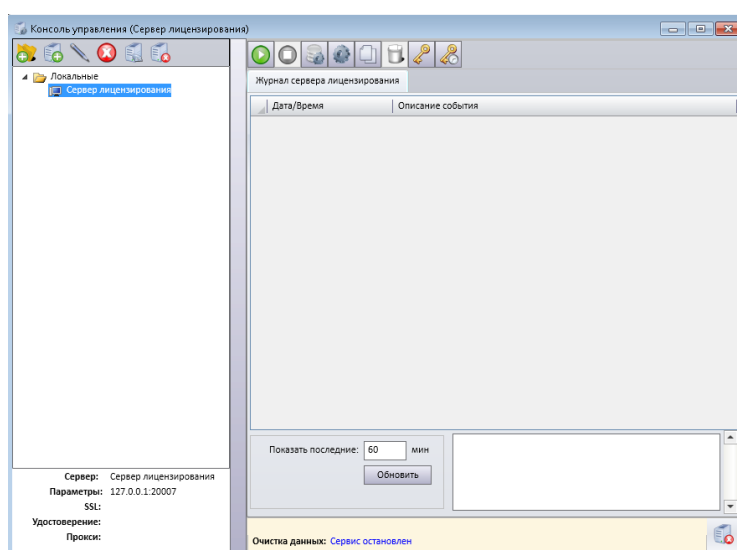 Консоль управления (Сервер лицензирования)
Локальные
Сервер лицензирования
Журнал сервера лицензирования
Дата/Время Описание события
Показать последние: 60 мин
Обновить
Сервер: Сервер лицензирования
Параметры: 127.0.0.1:20007
SSL:
Удостоверение:
Прокси:
Очистка данных: Сервис остановлен